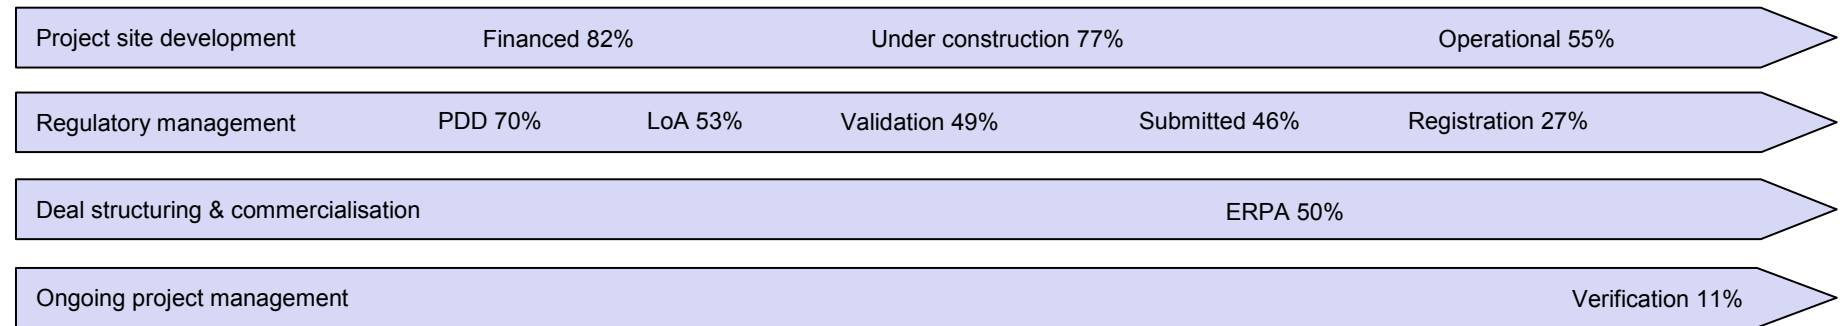 Project site development Financed 82% Under construction 77% Operational 55%
Regulatory management PDD 70% LoA 53% Validation 49% Submitted 46% Registration 27%
Deal structuring & commercialisation ERPA 50%
Ongoing project management Verification 11%